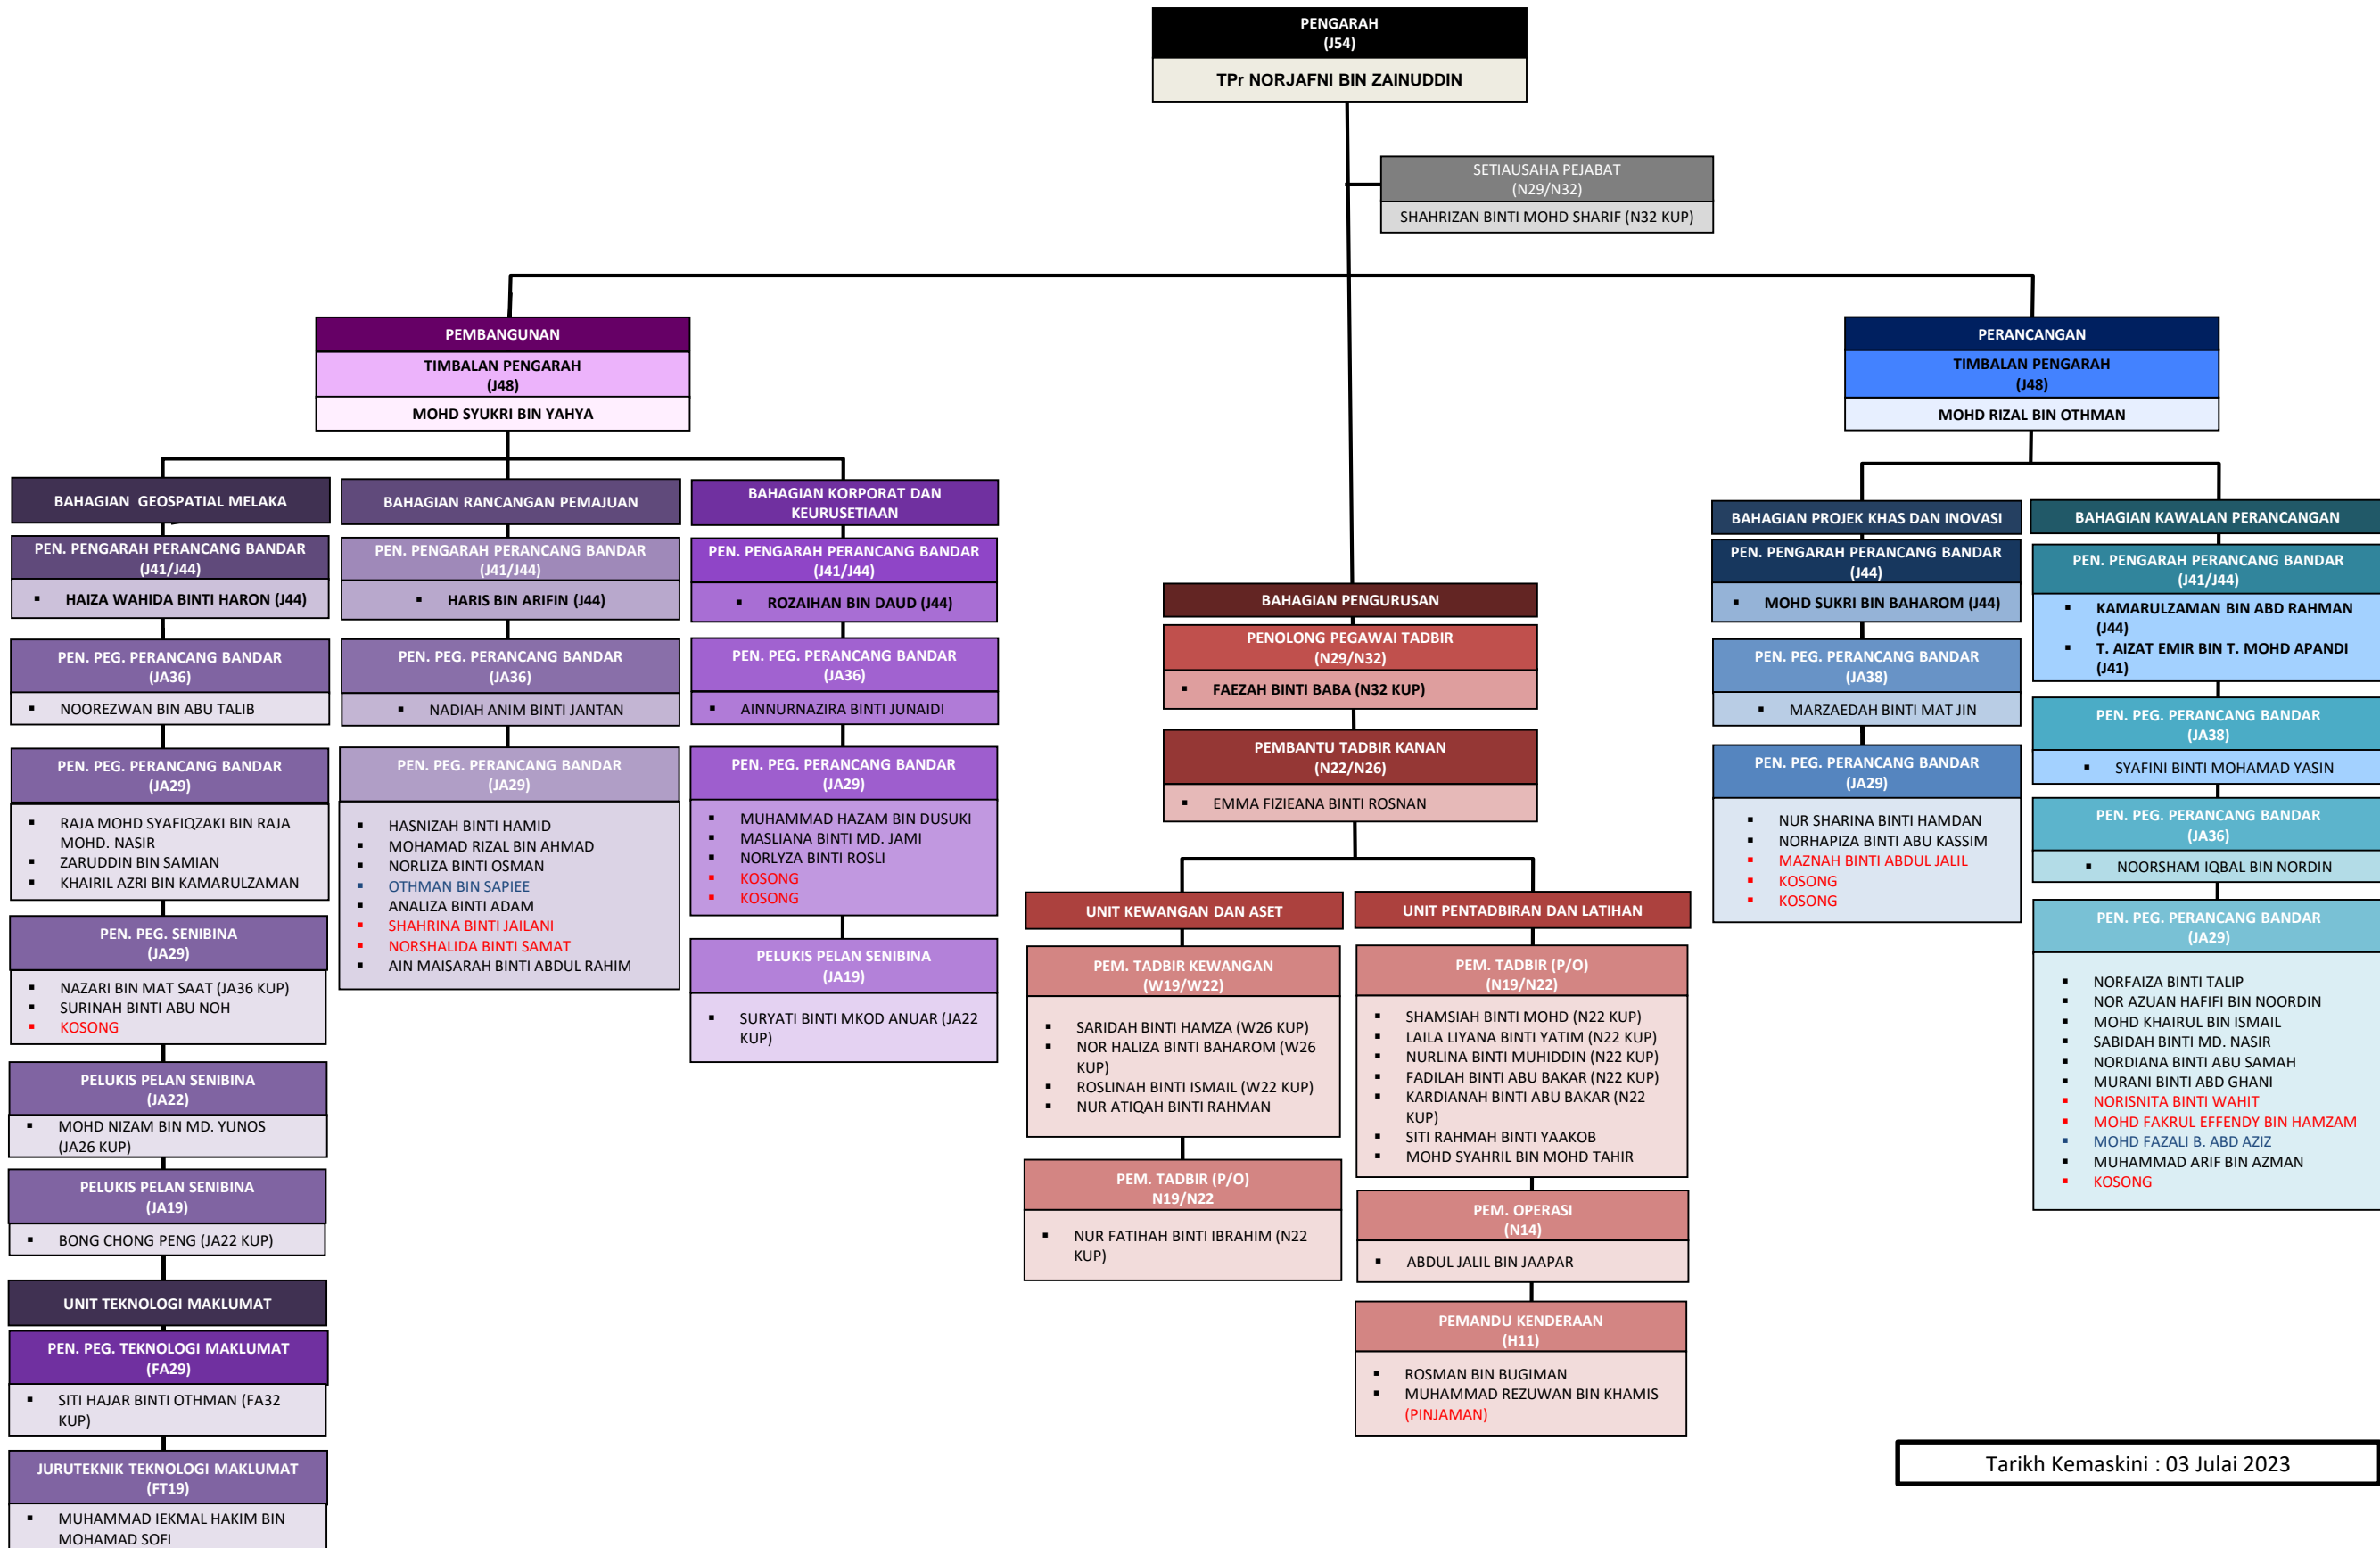 PENGARAH
(J54)
TPr NORJAFNI BIN ZAINUDDIN
SETIAUSAHA PEJABAT
(N29/N32)
SHAHRIZAN BINTI MOHD SHARIF (N32 KUP)
PEMBANGUNAN
TIMBALAN PENGARAH
(J48)
MOHD SYUKRI BIN YAHYA
BAHAGIAN  GEOSPATIAL MELAKA
PEN. PENGARAH PERANCANG BANDAR
(J41/J44)
▪ HAIZA WAHIDA BINTI HARON (J44)
PEN. PEG. PERANCANG BANDAR
(JA36)
▪ NOOREZWAN BIN ABU TALIB
PEN. PEG. PERANCANG BANDAR
(JA29)
▪ RAJA MOHD SYAFIQZAKI BIN RAJA
MOHD. NASIR
▪ ZARUDDIN BIN SAMIAN
▪ KHAIRIL AZRI BIN KAMARULZAMAN
PEN. PEG. SENIBINA
(JA29)
▪ NAZARI BIN MAT SAAT (JA36 KUP)
▪ SURINAH BINTI ABU NOH
▪ KOSONG
PELUKIS PELAN SENIBINA
(JA22)
▪ MOHD NIZAM BIN MD. YUNOS
(JA26 KUP)
PELUKIS PELAN SENIBINA
(JA19)
▪ BONG CHONG PENG (JA22 KUP)
UNIT TEKNOLOGI MAKLUMAT
PEN. PEG. TEKNOLOGI MAKLUMAT
(FA29)
▪ SITI HAJAR BINTI OTHMAN (FA32
KUP)
JURUTEKNIK TEKNOLOGI MAKLUMAT
(FT19)
▪ MUHAMMAD IEKMAL HAKIM BIN
MOHAMAD SOFI
BAHAGIAN RANCANGAN PEMAJUAN
PEN. PENGARAH PERANCANG BANDAR
(J41/J44)
▪ HARIS BIN ARIFIN (J44)
PEN. PEG. PERANCANG BANDAR
(JA36)
▪ NADIAH ANIM BINTI JANTAN
PEN. PEG. PERANCANG BANDAR
(JA29)
▪ HASNIZAH BINTI HAMID
▪ MOHAMAD RIZAL BIN AHMAD
▪ NORLIZA BINTI OSMAN
▪ OTHMAN BIN SAPIEE
▪ ANALIZA BINTI ADAM
▪ SHAHRINA BINTI JAILANI
▪ NORSHALIDA BINTI SAMAT
▪ AIN MAISARAH BINTI ABDUL RAHIM
BAHAGIAN KORPORAT DAN
KEURUSETIAAN
PEN. PENGARAH PERANCANG BANDAR
(J41/J44)
▪ ROZAIHAN BIN DAUD (J44)
PEN. PEG. PERANCANG BANDAR
(JA36)
▪ AINNURNAZIRA BINTI JUNAIDI
PEN. PEG. PERANCANG BANDAR
(JA29)
▪ MUHAMMAD HAZAM BIN DUSUKI
▪ MASLIANA BINTI MD. JAMI
▪ NORLYZA BINTI ROSLI
▪ KOSONG
▪ KOSONG
PELUKIS PELAN SENIBINA
(JA19)
▪ SURYATI BINTI MKOD ANUAR (JA22
KUP)
BAHAGIAN PENGURUSAN
PENOLONG PEGAWAI TADBIR
(N29/N32)
▪ FAEZAH BINTI BABA (N32 KUP)
PEMBANTU TADBIR KANAN
(N22/N26)
▪ EMMA FIZIEANA BINTI ROSNAN
UNIT KEWANGAN DAN ASET
PEM. TADBIR KEWANGAN
(W19/W22)
▪ SARIDAH BINTI HAMZA (W26 KUP)
▪ NOR HALIZA BINTI BAHAROM (W26
KUP)
▪ ROSLINAH BINTI ISMAIL (W22 KUP)
▪ NUR ATIQAH BINTI RAHMAN
PEM. TADBIR (P/O)
N19/N22
▪ NUR FATIHAH BINTI IBRAHIM (N22
KUP)
UNIT PENTADBIRAN DAN LATIHAN
PEM. TADBIR (P/O)
(N19/N22)
▪ SHAMSIAH BINTI MOHD (N22 KUP)
▪ LAILA LIYANA BINTI YATIM (N22 KUP)
▪ NURLINA BINTI MUHIDDIN (N22 KUP)
▪ FADILAH BINTI ABU BAKAR (N22 KUP)
▪ KARDIANAH BINTI ABU BAKAR (N22
KUP)
▪ SITI RAHMAH BINTI YAAKOB
▪ MOHD SYAHRIL BIN MOHD TAHIR
PEM. OPERASI
(N14)
▪ ABDUL JALIL BIN JAAPAR
PEMANDU KENDERAAN
(H11)
▪ ROSMAN BIN BUGIMAN
▪ MUHAMMAD REZUWAN BIN KHAMIS
(PINJAMAN)
PERANCANGAN
TIMBALAN PENGARAH
(J48)
MOHD RIZAL BIN OTHMAN
BAHAGIAN PROJEK KHAS DAN INOVASI
PEN. PENGARAH PERANCANG BANDAR
(J44)
▪ MOHD SUKRI BIN BAHAROM (J44)
PEN. PEG. PERANCANG BANDAR
(JA38)
▪ MARZAEDAH BINTI MAT JIN
PEN. PEG. PERANCANG BANDAR
(JA29)
▪ NUR SHARINA BINTI HAMDAN
▪ NORHAPIZA BINTI ABU KASSIM
▪ MAZNAH BINTI ABDUL JALIL
▪ KOSONG
▪ KOSONG
BAHAGIAN KAWALAN PERANCANGAN
PEN. PENGARAH PERANCANG BANDAR
(J41/J44)
▪ KAMARULZAMAN BIN ABD RAHMAN
(J44)
▪ T. AIZAT EMIR BIN T. MOHD APANDI
(J41)
PEN. PEG. PERANCANG BANDAR
(JA38)
▪ SYAFINI BINTI MOHAMAD YASIN
PEN. PEG. PERANCANG BANDAR
(JA36)
▪ NOORSHAM IQBAL BIN NORDIN
PEN. PEG. PERANCANG BANDAR
(JA29)
▪ NORFAIZA BINTI TALIP
▪ NOR AZUAN HAFIFI BIN NOORDIN
▪ MOHD KHAIRUL BIN ISMAIL
▪ SABIDAH BINTI MD. NASIR
▪ NORDIANA BINTI ABU SAMAH
▪ MURANI BINTI ABD GHANI
▪ NORISNITA BINTI WAHIT
▪ MOHD FAKRUL EFFENDY BIN HAMZAM
▪ MOHD FAZALI B. ABD AZIZ
▪ MUHAMMAD ARIF BIN AZMAN
▪ KOSONG
Tarikh Kemaskini : 03 Julai 2023